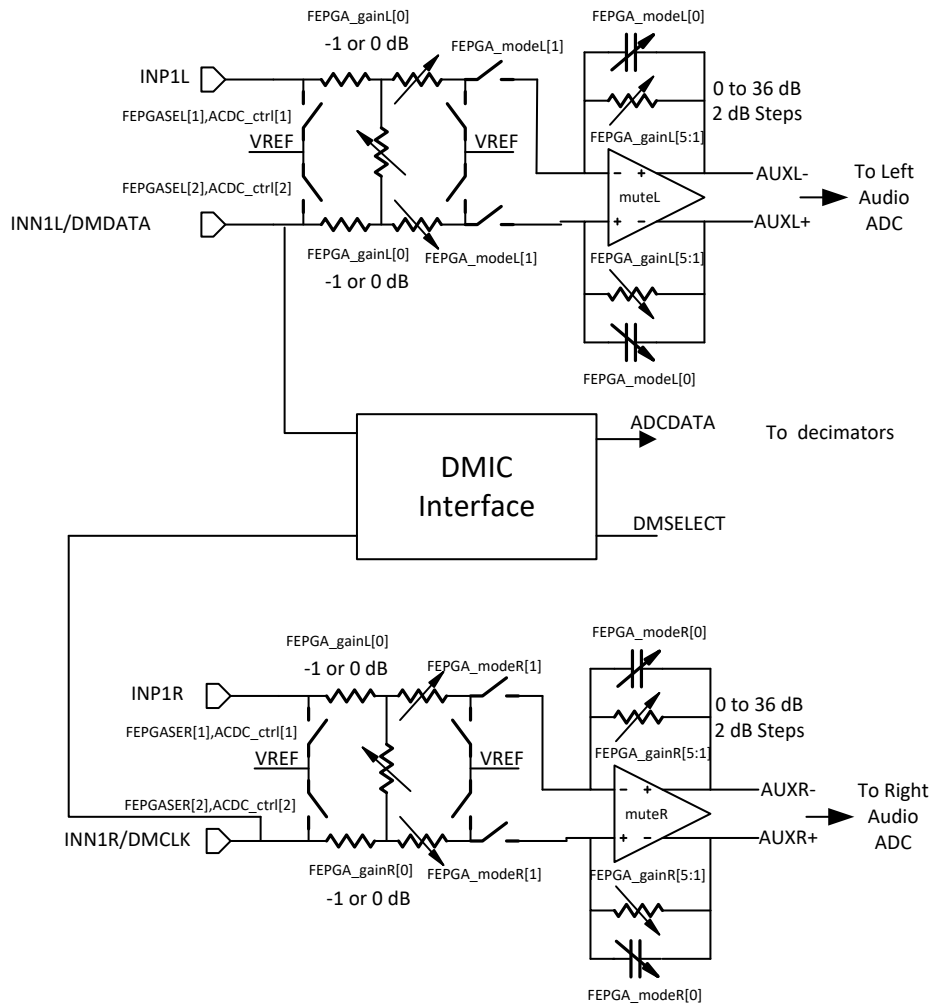 FEPGA_gainL[0]
-1 or 0 dB
FEPGA_modeL[1]
FEPGA_modeL[0]
INP1L
0 to 36 dB
2 dB Steps
FEPGASEL[1],ACDC_ctrl[1]
VREF
VREF
FEPGA_gainL[5:1]
FEPGASEL[2],ACDC_ctrl[2]
- +
muteL
+ -
AUXL-
AUXL+
To Left
Audio
ADC
INN1L/DMDATA
FEPGA_gainL[0]
-1 or 0 dB
FEPGA_modeL[1]
FEPGA_gainL[5:1]
FEPGA_modeL[0]
DMIC
Interface
ADCDATA
To decimators
DMSELECT
FEPGA_gainL[0]
-1 or 0 dB
FEPGA_modeR[1]
FEPGA_modeR[0]
INP1R
0 to 36 dB
2 dB Steps
FEPGASER[1],ACDC_ctrl[1]
VREF
VREF
FEPGA_gainR[5:1]
FEPGASER[2],ACDC_ctrl[2]
- +
muteR
+ -
AUXR-
AUXR+
To Right
Audio
ADC
INN1R/DMCLK
FEPGA_gainR[0]
-1 or 0 dB
FEPGA_modeR[1]
FEPGA_gainR[5:1]
FEPGA_modeR[0]